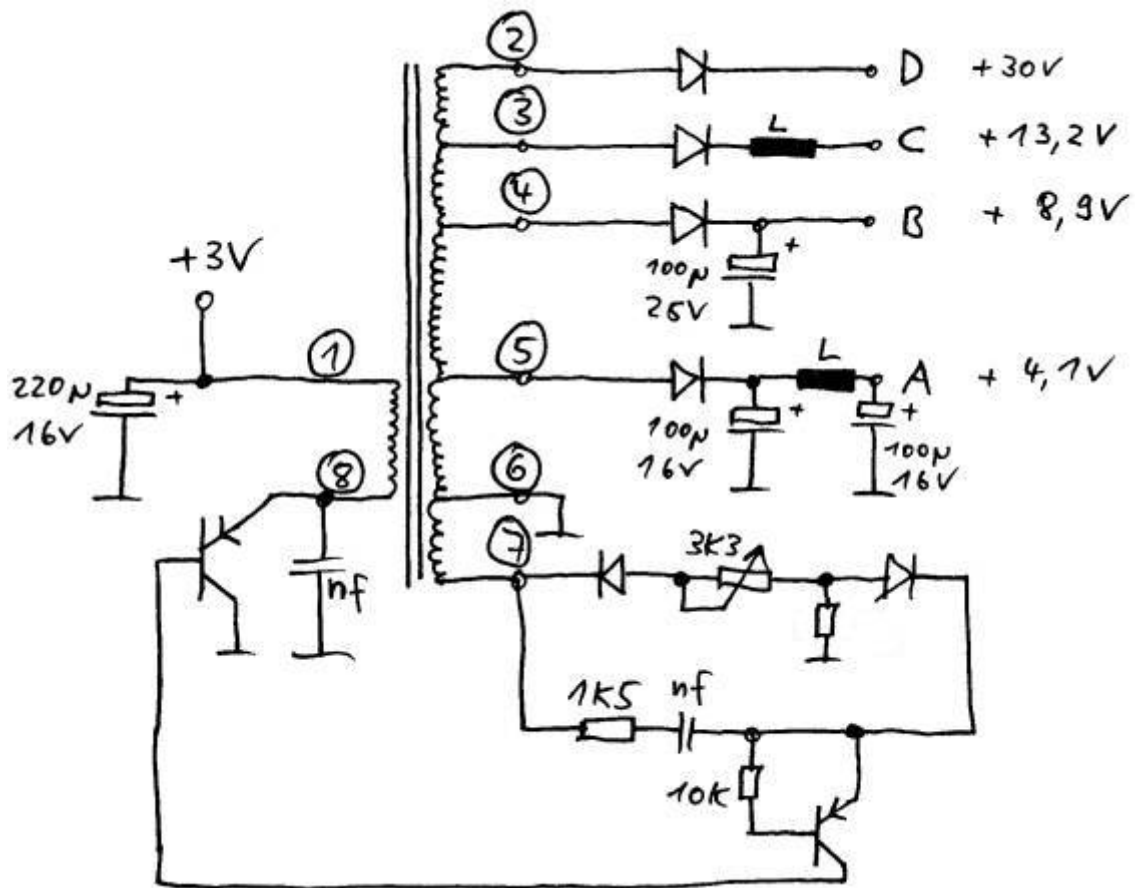 2
D +30V
3
L
C +13,2V
4
B + 8,9V
100µ
25V
+
+3V
1
220µ
16V
+
5
L
A + 4,1V
100µ
16V
+
100µ
16V
+
6
8
nf
7
3K3
1K5
nf
10K